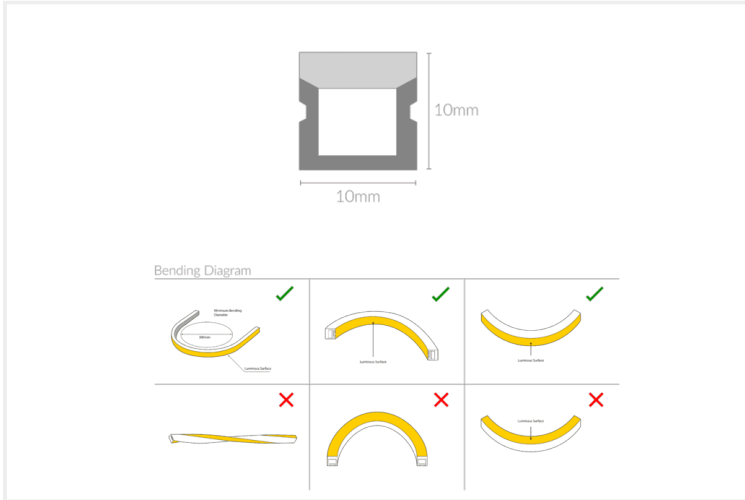 10mm
10mm
Bending Diagram
Minimum Bending
Diameter
Luminous Surface
Luminous Surface
Luminous Surface
Luminous Surface